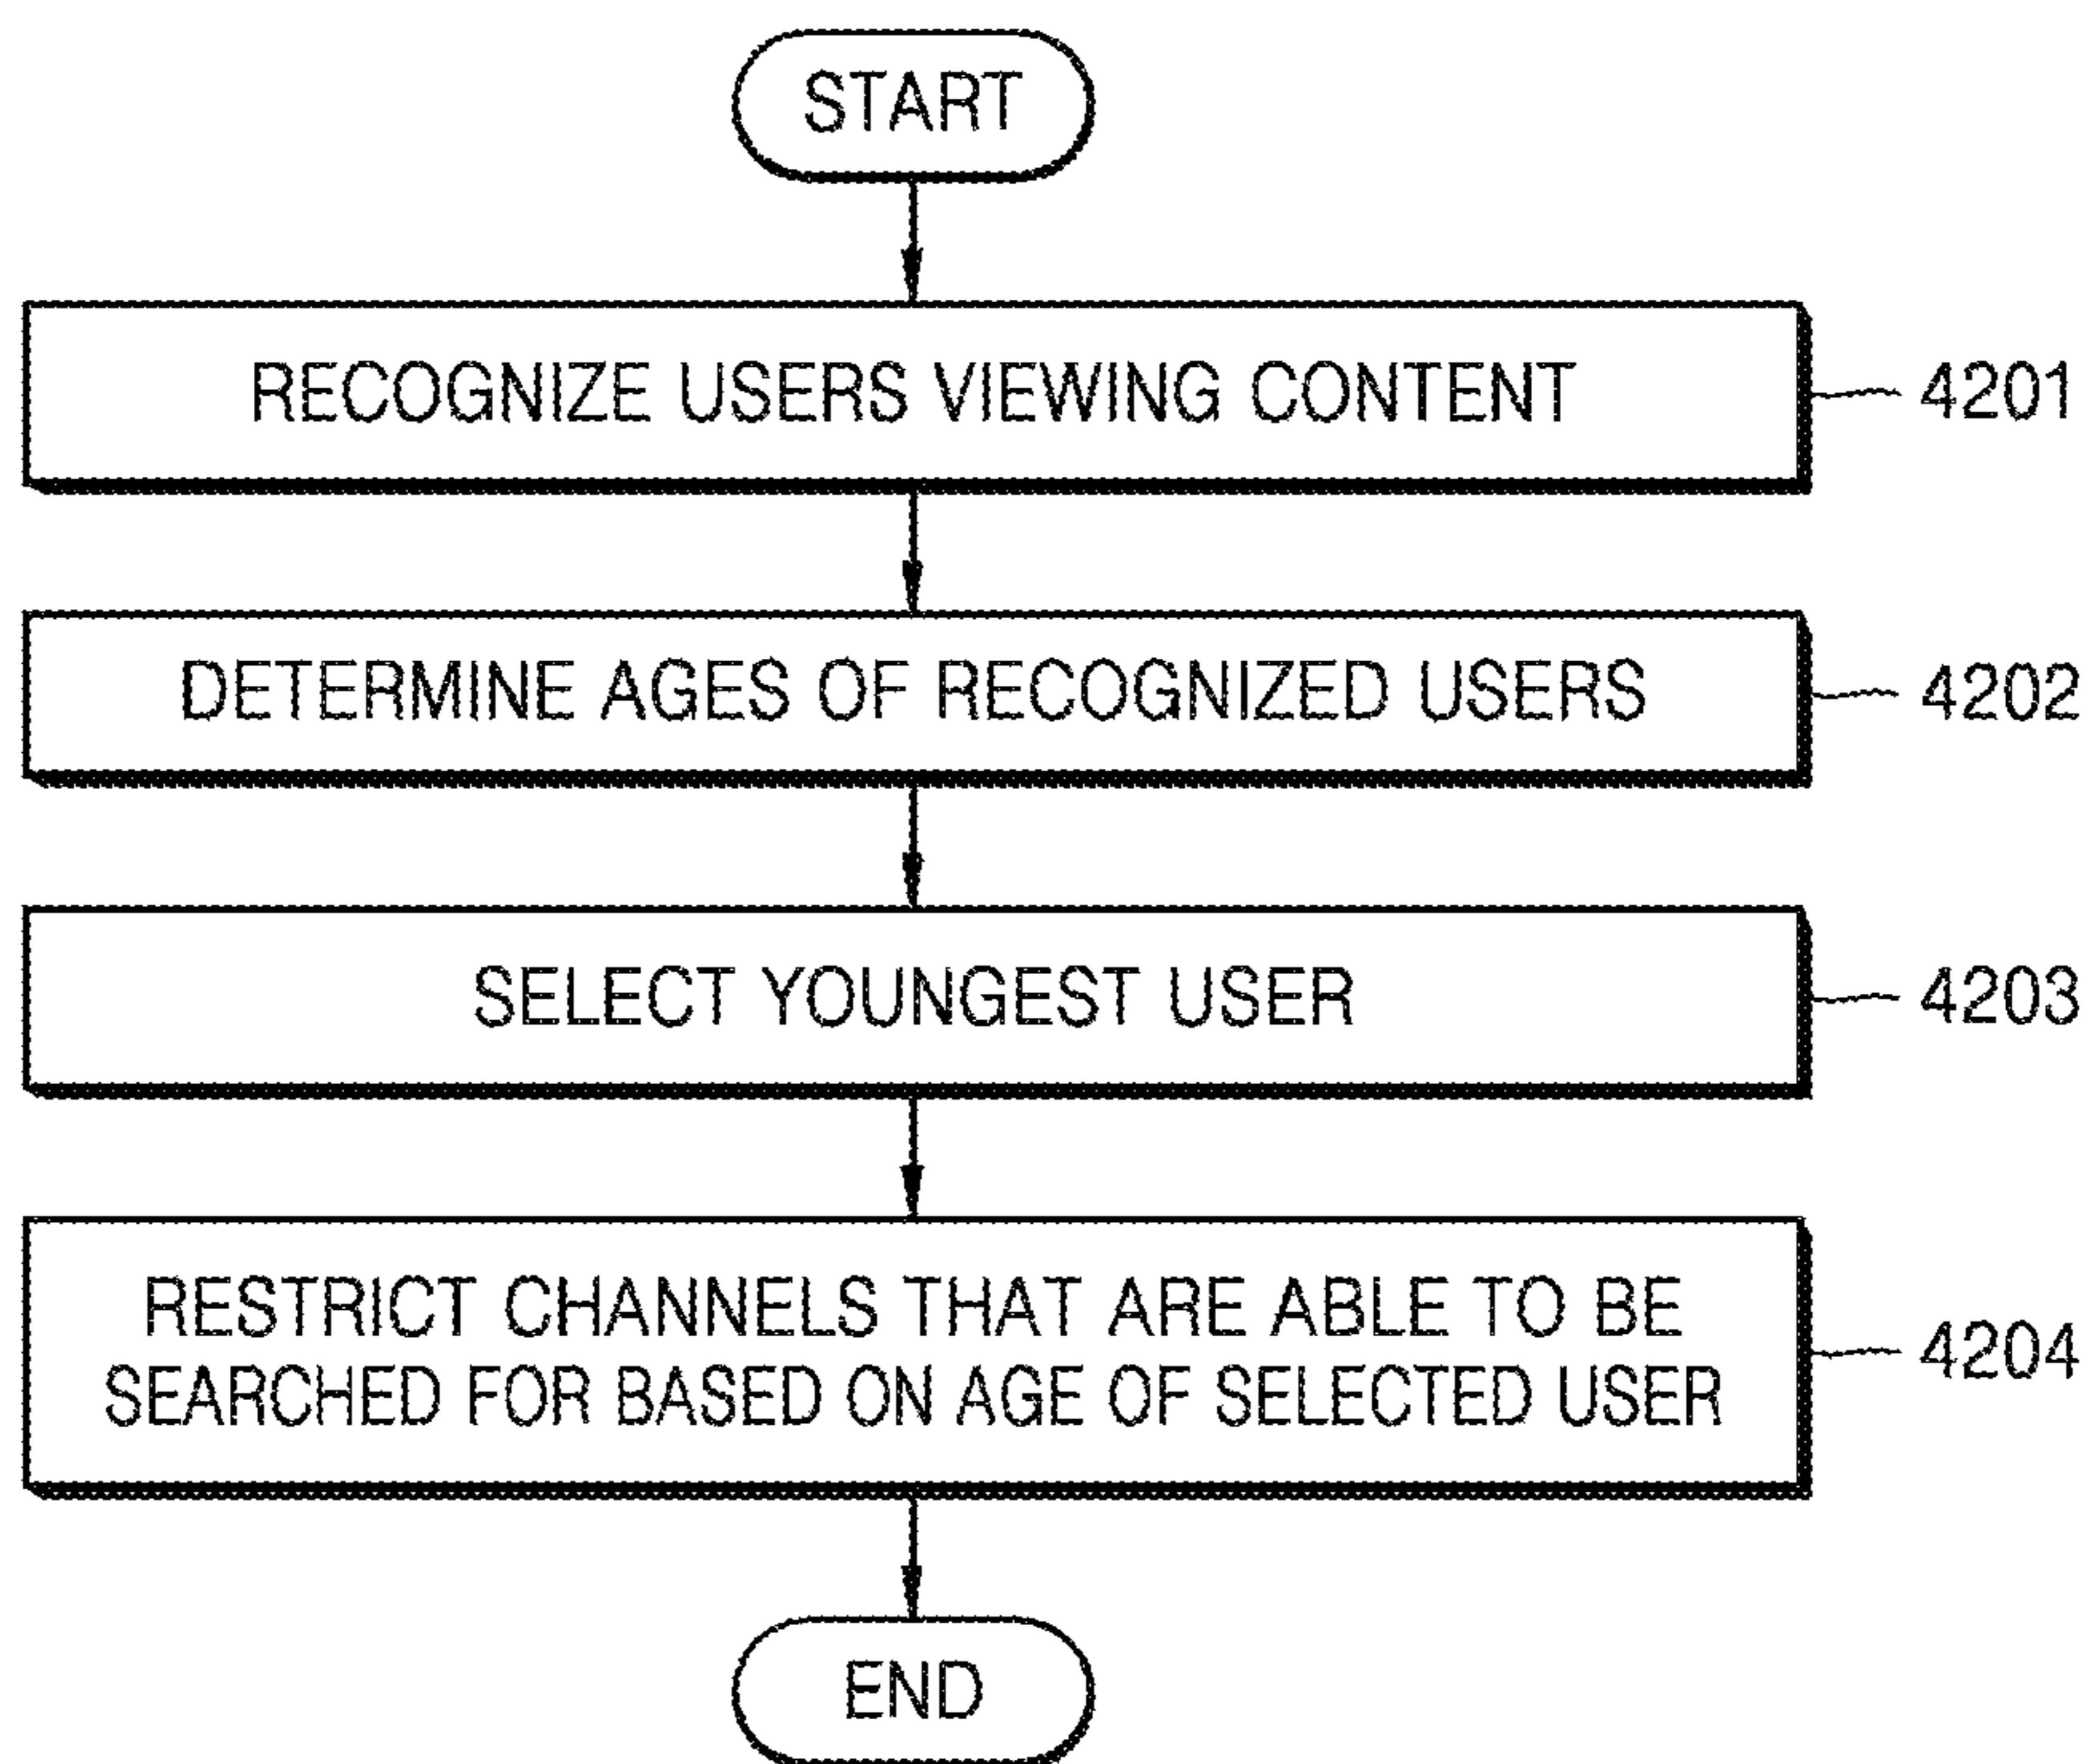 START
RECOGNIZE USERS VIEWING CONTENT
4201
DETERMINE AGES OF RECOGNIZED USERS
4202
SELECT YOUNGEST USER
4203
RESTRICT CHANNELS THAT ARE ABLE TO BE
SEARCHED FOR BASED ON AGE OF SELECTED USER
4204
END